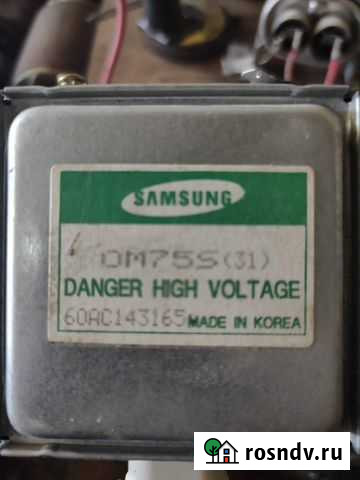 SAMSUNG
OM75S(31)
DANGER HIGH VOLTAGE
60AC143165 MADE IN KOREA
rosndv.ru